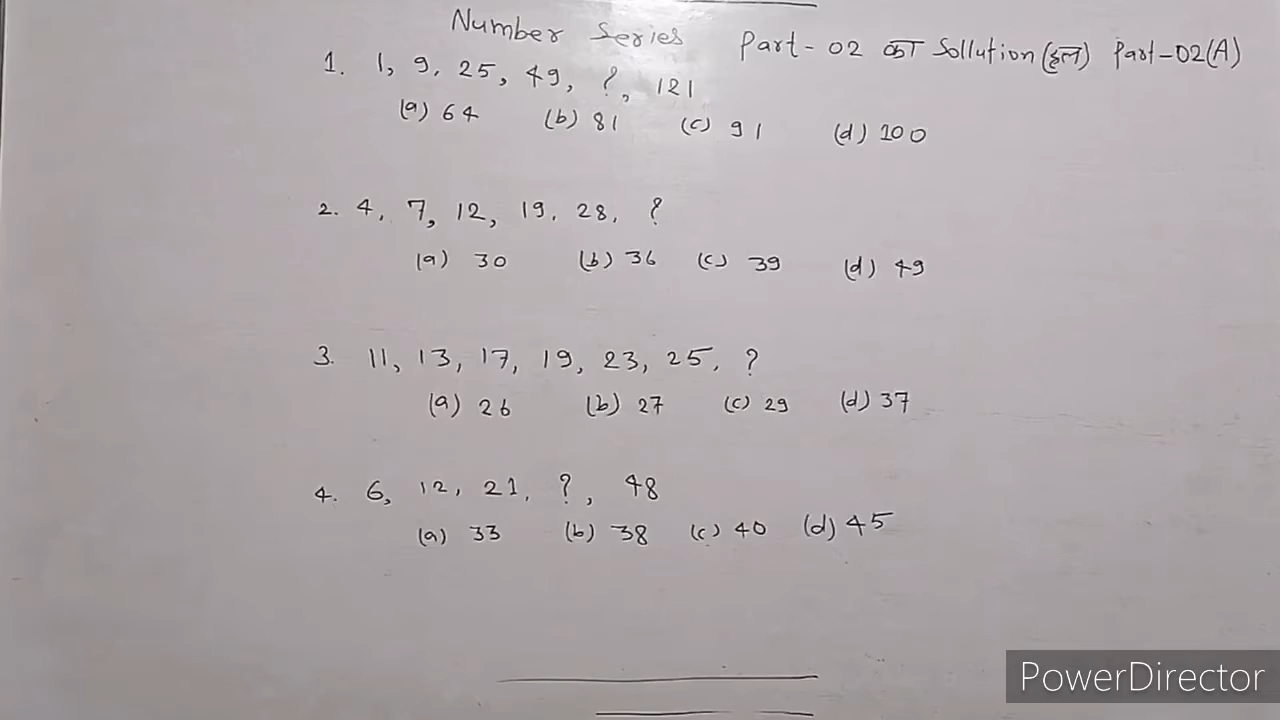 Number Series Part-02 का Sollution(हल) Part-02(A)
1. 1, 9, 25, 49, ?, 121
(a) 64 (b) 81 (c) 91 (d) 100
2. 4, 7, 12, 19, 28, ?
(a) 30 (b) 36 (c) 39 (d) 49
3. 11, 13, 17, 19, 23, 25, ?
(a) 26 (b) 27 (c) 29 (d) 37
4. 6, 12, 21, ?, 48
(a) 33 (b) 38 (c) 40 (d) 45
PowerDirector